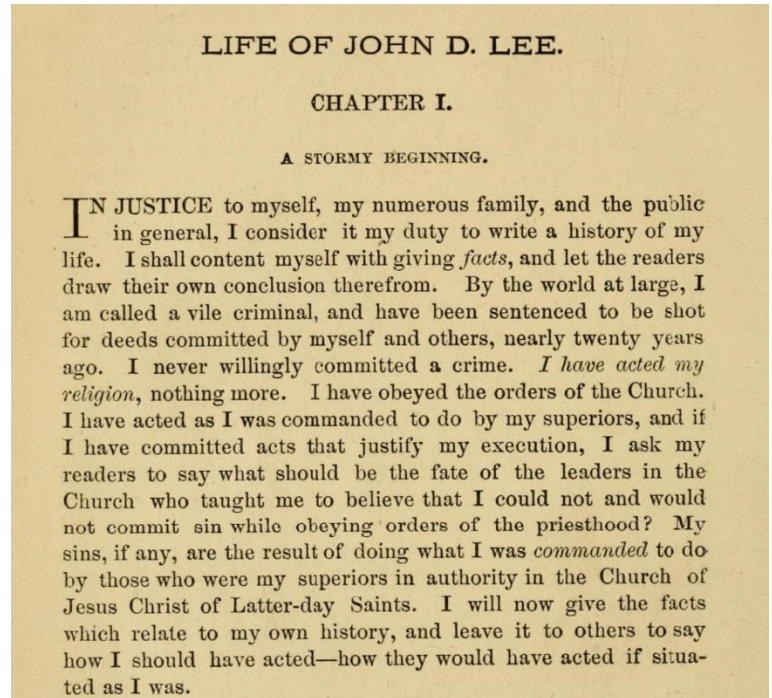 LIFE OF JOHN D. LEE.
CHAPTER I.
A STORMY BEGINNING.
IN JUSTICE to myself, my numerous family, and the public
in general, I consider it my duty to write a history of my
life. I shall content myself with giving facts, and let the readers
draw their own conclusion therefrom. By the world at large, I
am called a vile criminal, and have been sentenced to be shot
for deeds committed by myself and others, nearly twenty years
ago. I never willingly committed a crime. I have acted my
religion, nothing more. I have obeyed the orders of the Church.
I have acted as I was commanded to do by my superiors, and if
I have committed acts that justify my execution, I ask my
readers to say what should be the fate of the leaders in the
Church who taught me to believe that I could not and would
not commit sin while obeying orders of the priesthood? My
sins, if any, are the result of doing what I was commanded to do
by those who were my superiors in authority in the Church of
Jesus Christ of Latter-day Saints. I will now give the facts
which relate to my own history, and leave it to others to say
how I should have acted—how they would have acted if situa-
ted as I was.